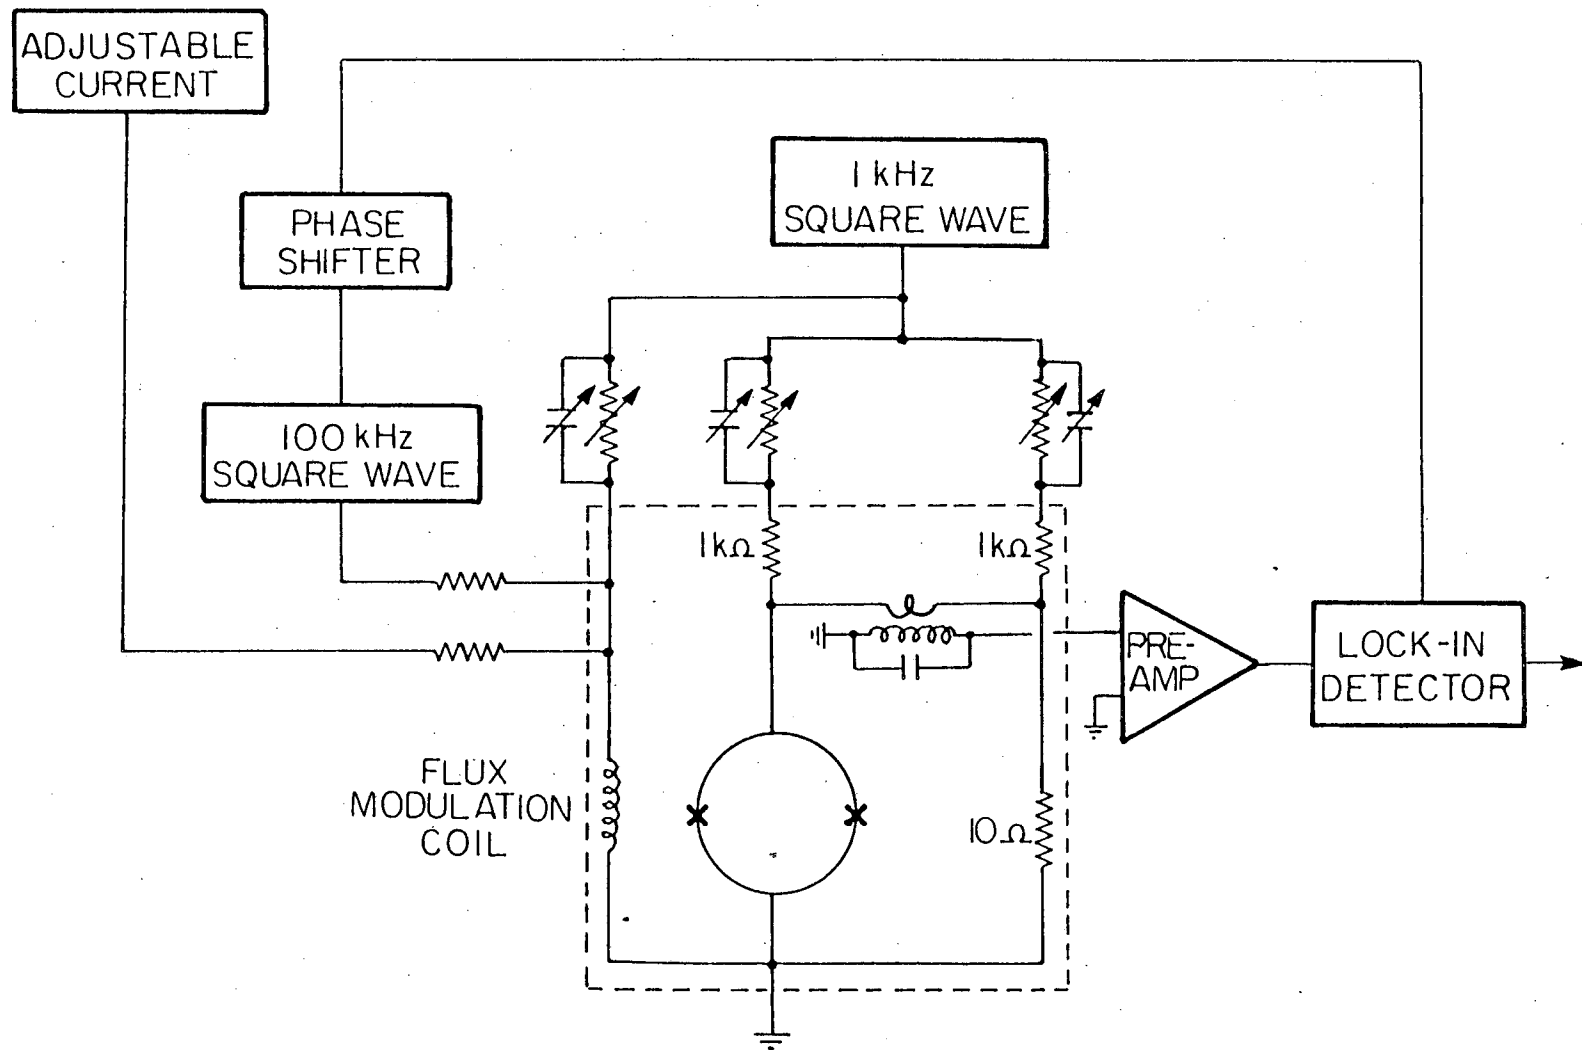 ADJUSTABLE
CURRENT
1 kHz
SQUARE WAVE
PHASE
SHIFTER
100 kHz
SQUARE WAVE
1kΩ
1kΩ
PRE-
AMP
LOCK-IN
DETECTOR
FLUX
MODULATION
COIL
10Ω